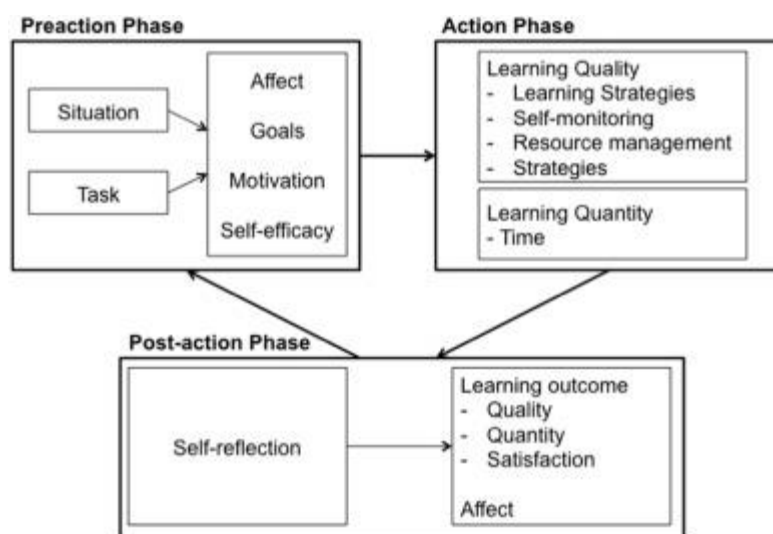 Preaction Phase
Situation
Task
Affect
Goals
Motivation
Self-efficacy
Action Phase
Learning Quality
- Learning Strategies
- Self-monitoring
- Resource management
- Strategies
Learning Quantity
- Time
Post-action Phase
Self-reflection
Learning outcome
- Quality
- Quantity
- Satisfaction
Affect